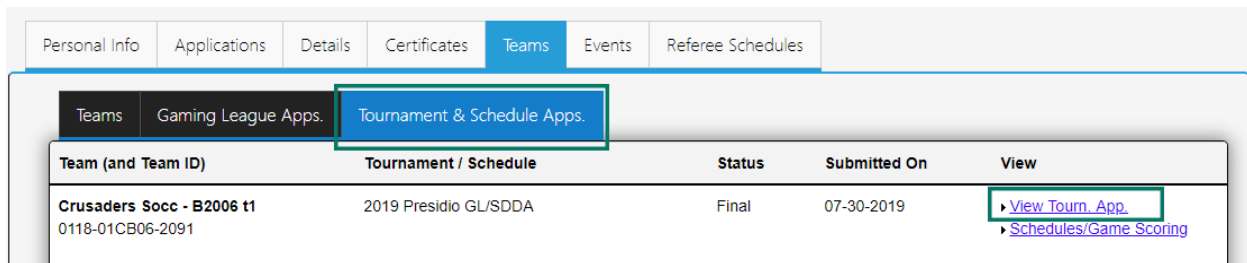 Personal Info Applications Details Certificates Teams Events Referee Schedules
Teams Gaming League Apps. Tournament & Schedule Apps.
Team (and Team ID) Tournament / Schedule Status Submitted On View
Crusaders Socc - B2006 t1 2019 Presidio GL/SDDA Final 07-30-2019 View Tourn. App.
0118-01CB06-2091 Schedules/Game Scoring